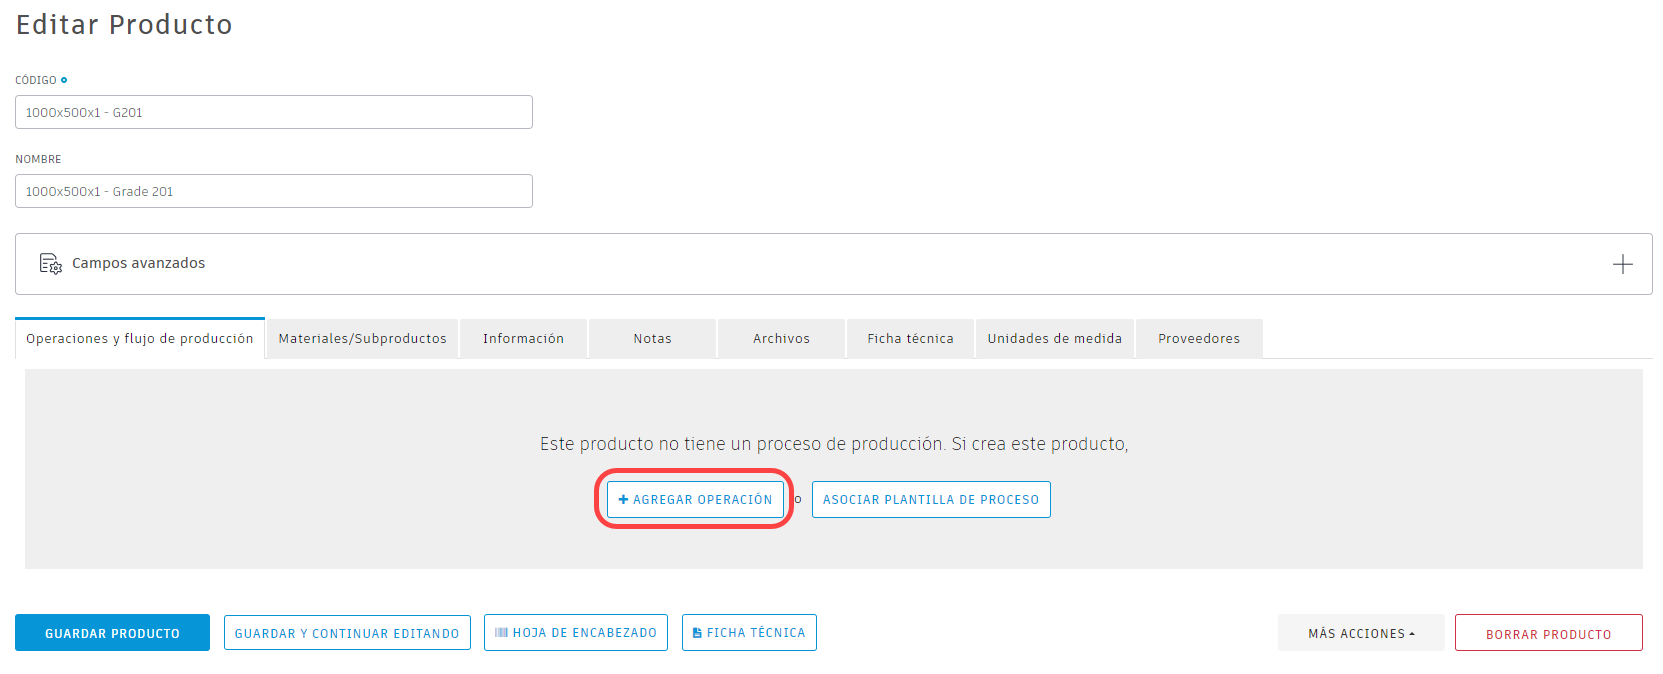 Editar Producto
CÓDIGO
1000x500x1 - G201
NOMBRE
1000x500x1 - Grade 201
Campos avanzados
Operaciones y flujo de producción Materiales/Subproductos Información Notas Archivos Ficha técnica Unidades de medida Proveedores
Este producto no tiene un proceso de producción. Si crea este producto,
+ AGREGAR OPERACIÓN o ASOCIAR PLANTILLA DE PROCESO
GUARDAR PRODUCTO GUARDAR Y CONTINUAR EDITANDO HOJA DE ENCABEZADO FICHA TÉCNICA MÁS ACCIONES BORRAR PRODUCTO